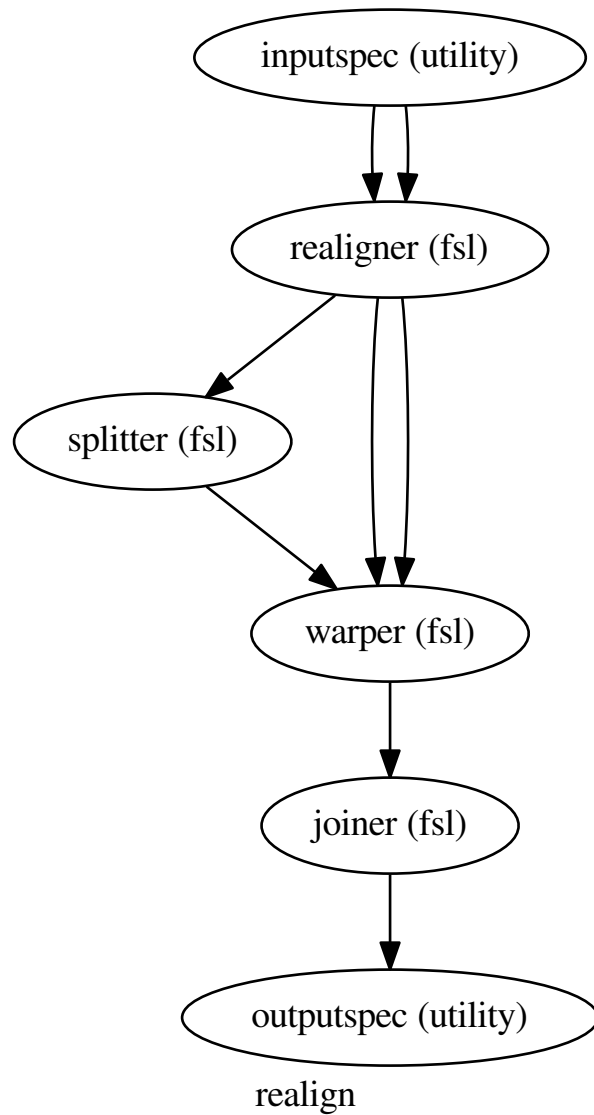 inputspec (utility)
realigner (fsl)
splitter (fsl)
warper (fsl)
joiner (fsl)
outputspec (utility)
realign